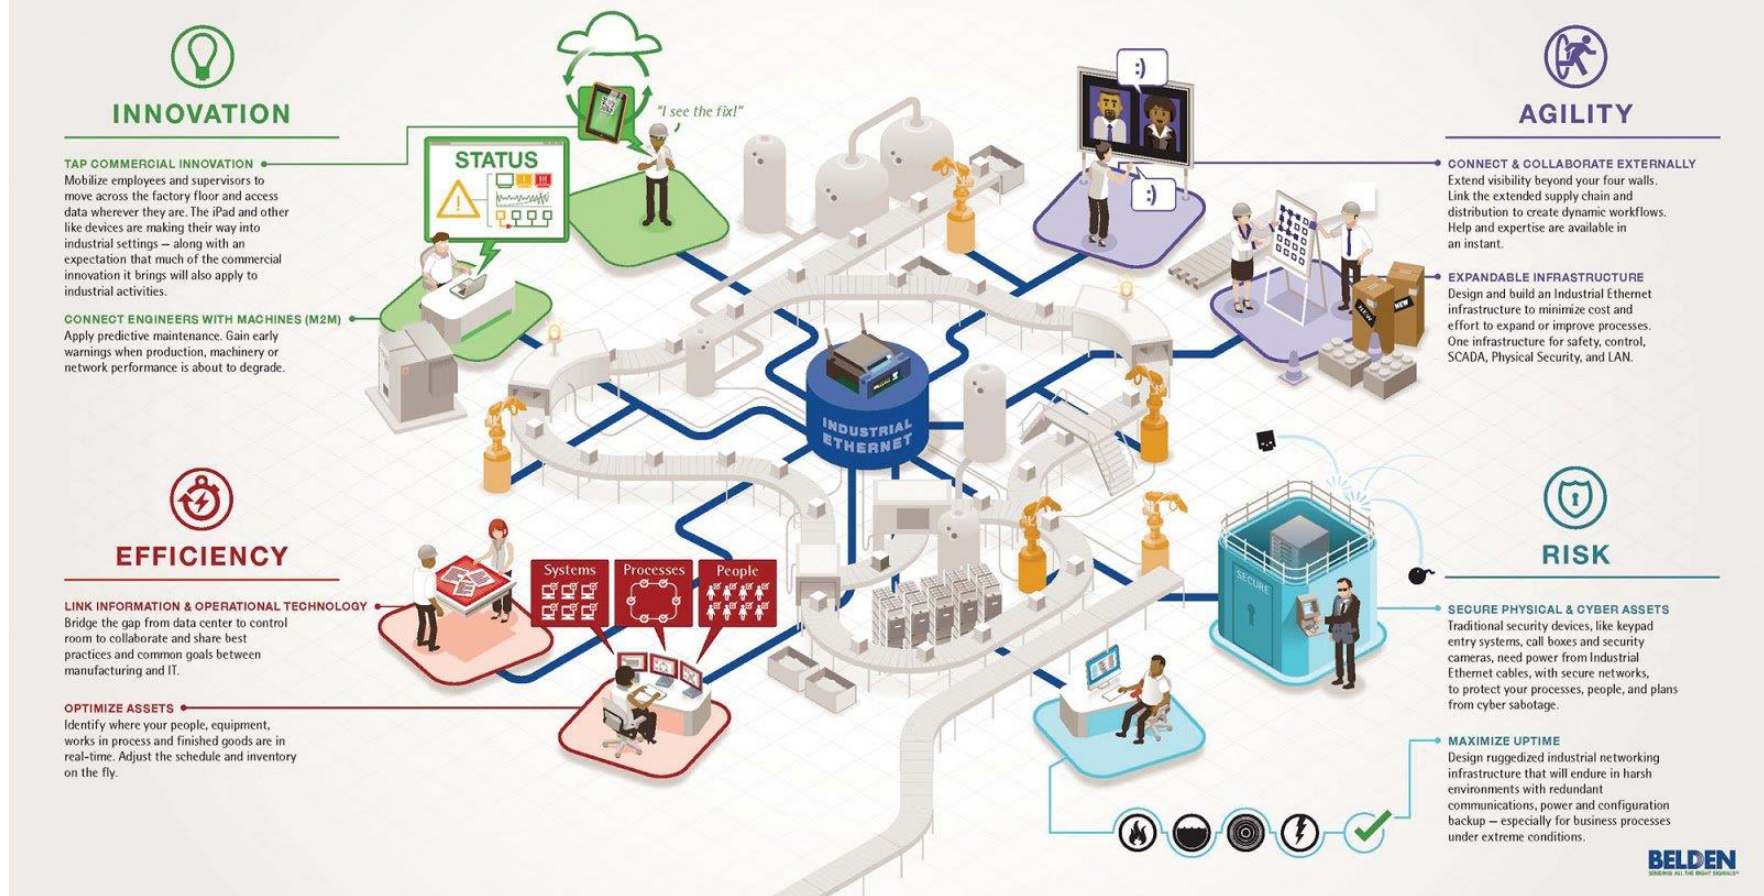 INNOVATION
TAP COMMERCIAL INNOVATION
Mobilize employees and supervisors to
move across the factory floor and access
data wherever they are. The iPad and other
like devices are making their way into
industrial settings – along with an
expectation that much of the commercial
innovation it brings will also apply to
industrial activities.
CONNECT ENGINEERS WITH MACHINES (M2M)
Apply predictive maintenance. Gain early
warnings when production, machinery or
network performance is about to degrade.
STATUS
"I see the fix!"
:)
:)
AGILITY
CONNECT & COLLABORATE EXTERNALLY
Extend visibility beyond your four walls.
Link the extended supply chain and
distribution to create dynamic workflows.
Help and expertise are available in
an instant.
EXPANDABLE INFRASTRUCTURE
Design and build an Industrial Ethernet
infrastructure to minimize cost and
effort to expand or improve processes.
One infrastructure for safety, control,
SCADA, Physical Security, and LAN.
NEW
NEW
INDUSTRIAL
ETHERNET
EFFICIENCY
LINK INFORMATION & OPERATIONAL TECHNOLOGY
Bridge the gap from data center to control
room to collaborate and share best
practices and common goals between
manufacturing and IT.
OPTIMIZE ASSETS
Identify where your people, equipment,
works in process and finished goods are in
real-time. Adjust the schedule and inventory
on the fly.
Systems
Processes
People
SECURE
RISK
SECURE PHYSICAL & CYBER ASSETS
Traditional security devices, like keypad
entry systems, call boxes and security
cameras, need power from Industrial
Ethernet cables, with secure networks,
to protect your processes, people, and plans
from cyber sabotage.
MAXIMIZE UPTIME
Design ruggedized industrial networking
infrastructure that will endure in harsh
environments with redundant
communications, power and configuration
backup – especially for business processes
under extreme conditions.
BELDEN
SENDING ALL THE RIGHT SIGNALS